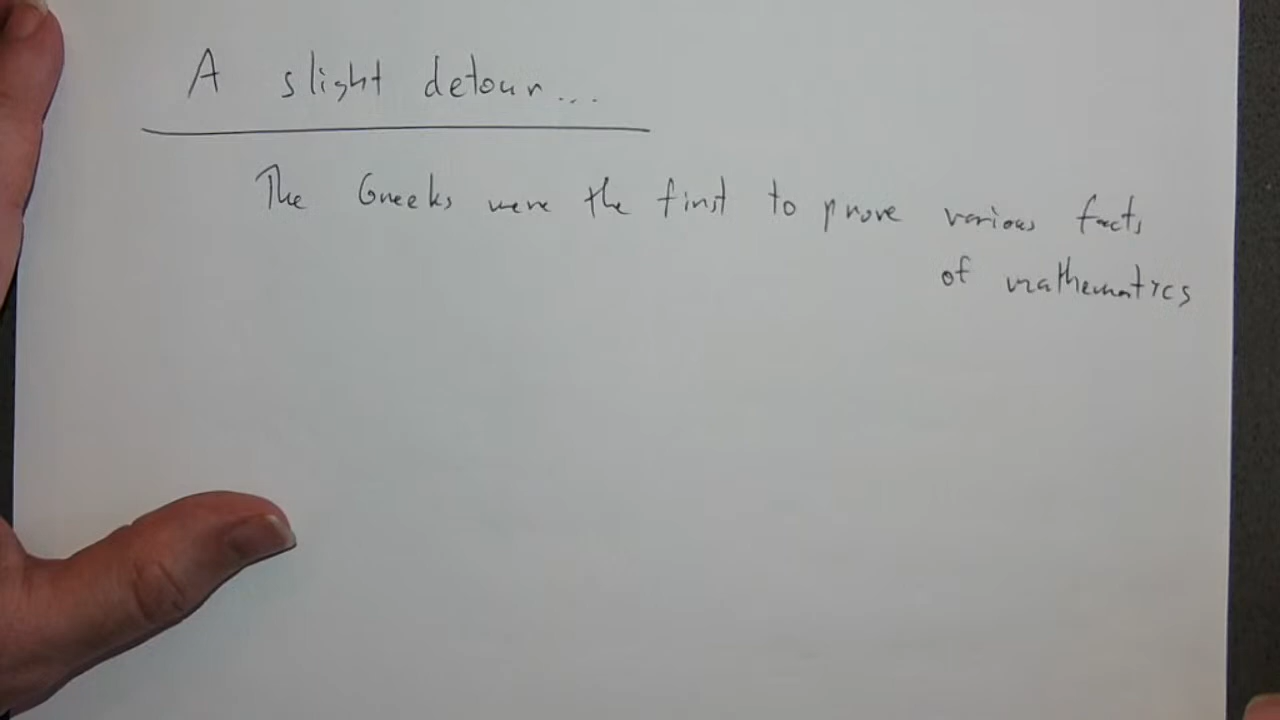 A slight detour...
The Greeks were the first to prove various facts
of mathematics